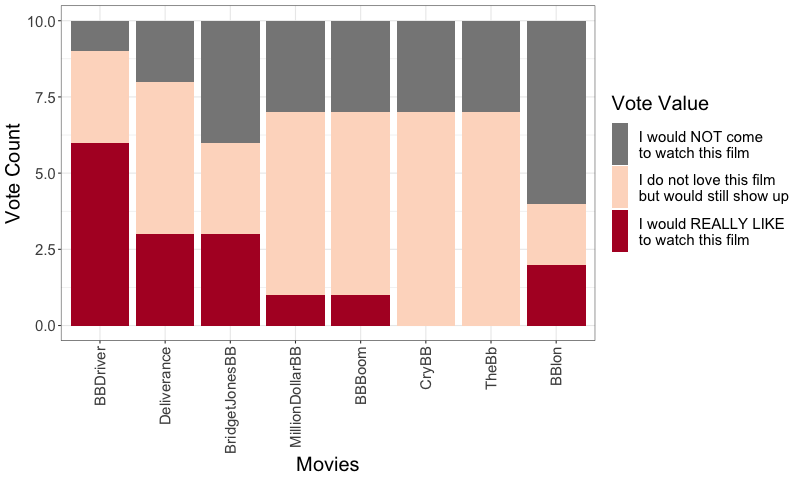 10.0
7.5
5.0
2.5
0.0
Vote Count
BBDriver
Deliverance
BridgetJonesBB
MillionDollarBB
BBBoom
CryBB
TheBb
BBlon
Movies
Vote Value
I would NOT come
to watch this film
I do not love this film
but would still show up
I would REALLY LIKE
to watch this film